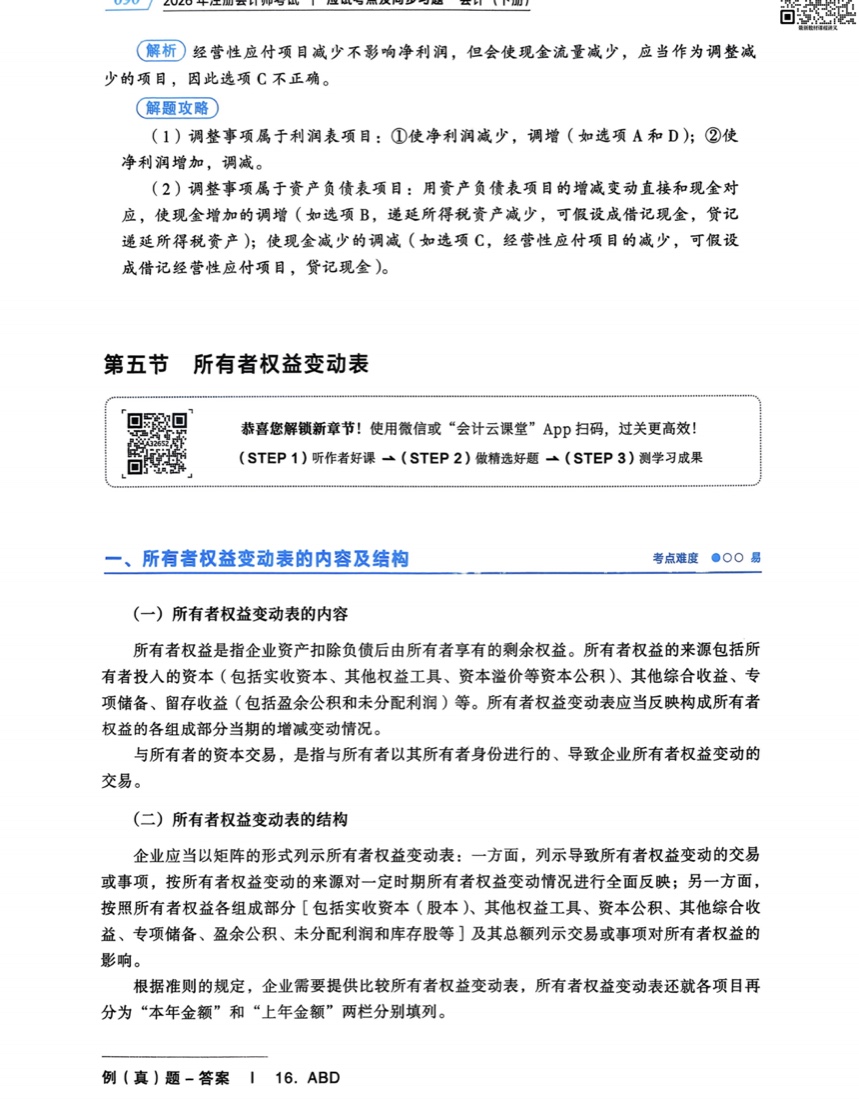 090 2026年注册会计师考试 | 应试考点及同步习题 会计（下册）
解析 经营性应付项目减少不影响净利润，但会使现金流量减少，应当作为调整减
少的项目，因此选项 C 不正确。
解题攻略
（1）调整事项属于利润表项目：①使净利润减少，调增（如选项 A 和 D）；②使
净利润增加，调减。
（2）调整事项属于资产负债表项目：用资产负债表项目的增减变动直接和现金对
应，使现金增加的调增（如选项 B，递延所得税资产减少，可假设成借记现金，贷记
递延所得税资产）；使现金减少的调减（如选项 C，经营性应付项目的减少，可假设
成借记经营性应付项目，贷记现金）。
第五节 所有者权益变动表
恭喜您解锁新章节！使用微信或“会计云课堂”App 扫码，过关更高效！
（STEP 1）听作者好课 ⇀（STEP 2）做精选好题 ⇀（STEP 3）测学习成果
一、所有者权益变动表的内容及结构 考点难度 ●○○ 易
（一）所有者权益变动表的内容
所有者权益是指企业资产扣除负债后由所有者享有的剩余权益。所有者权益的来源包括所
有者投入的资本（包括实收资本、其他权益工具、资本溢价等资本公积）、其他综合收益、专
项储备、留存收益（包括盈余公积和未分配利润）等。所有者权益变动表应当反映构成所有者
权益的各组成部分当期的增减变动情况。
与所有者的资本交易，是指与所有者以其所有者身份进行的、导致企业所有者权益变动的
交易。
（二）所有者权益变动表的结构
企业应当以矩阵的形式列示所有者权益变动表：一方面，列示导致所有者权益变动的交易
或事项，按所有者权益变动的来源对一定时期所有者权益变动情况进行全面反映；另一方面，
按照所有者权益各组成部分［包括实收资本（股本）、其他权益工具、资本公积、其他综合收
益、专项储备、盈余公积、未分配利润和库存股等］及其总额列示交易或事项对所有者权益的
影响。
根据准则的规定，企业需要提供比较所有者权益变动表，所有者权益变动表还就各项目再
分为“本年金额”和“上年金额”两栏分别填列。
例（真）题－答案 | 16. ABD